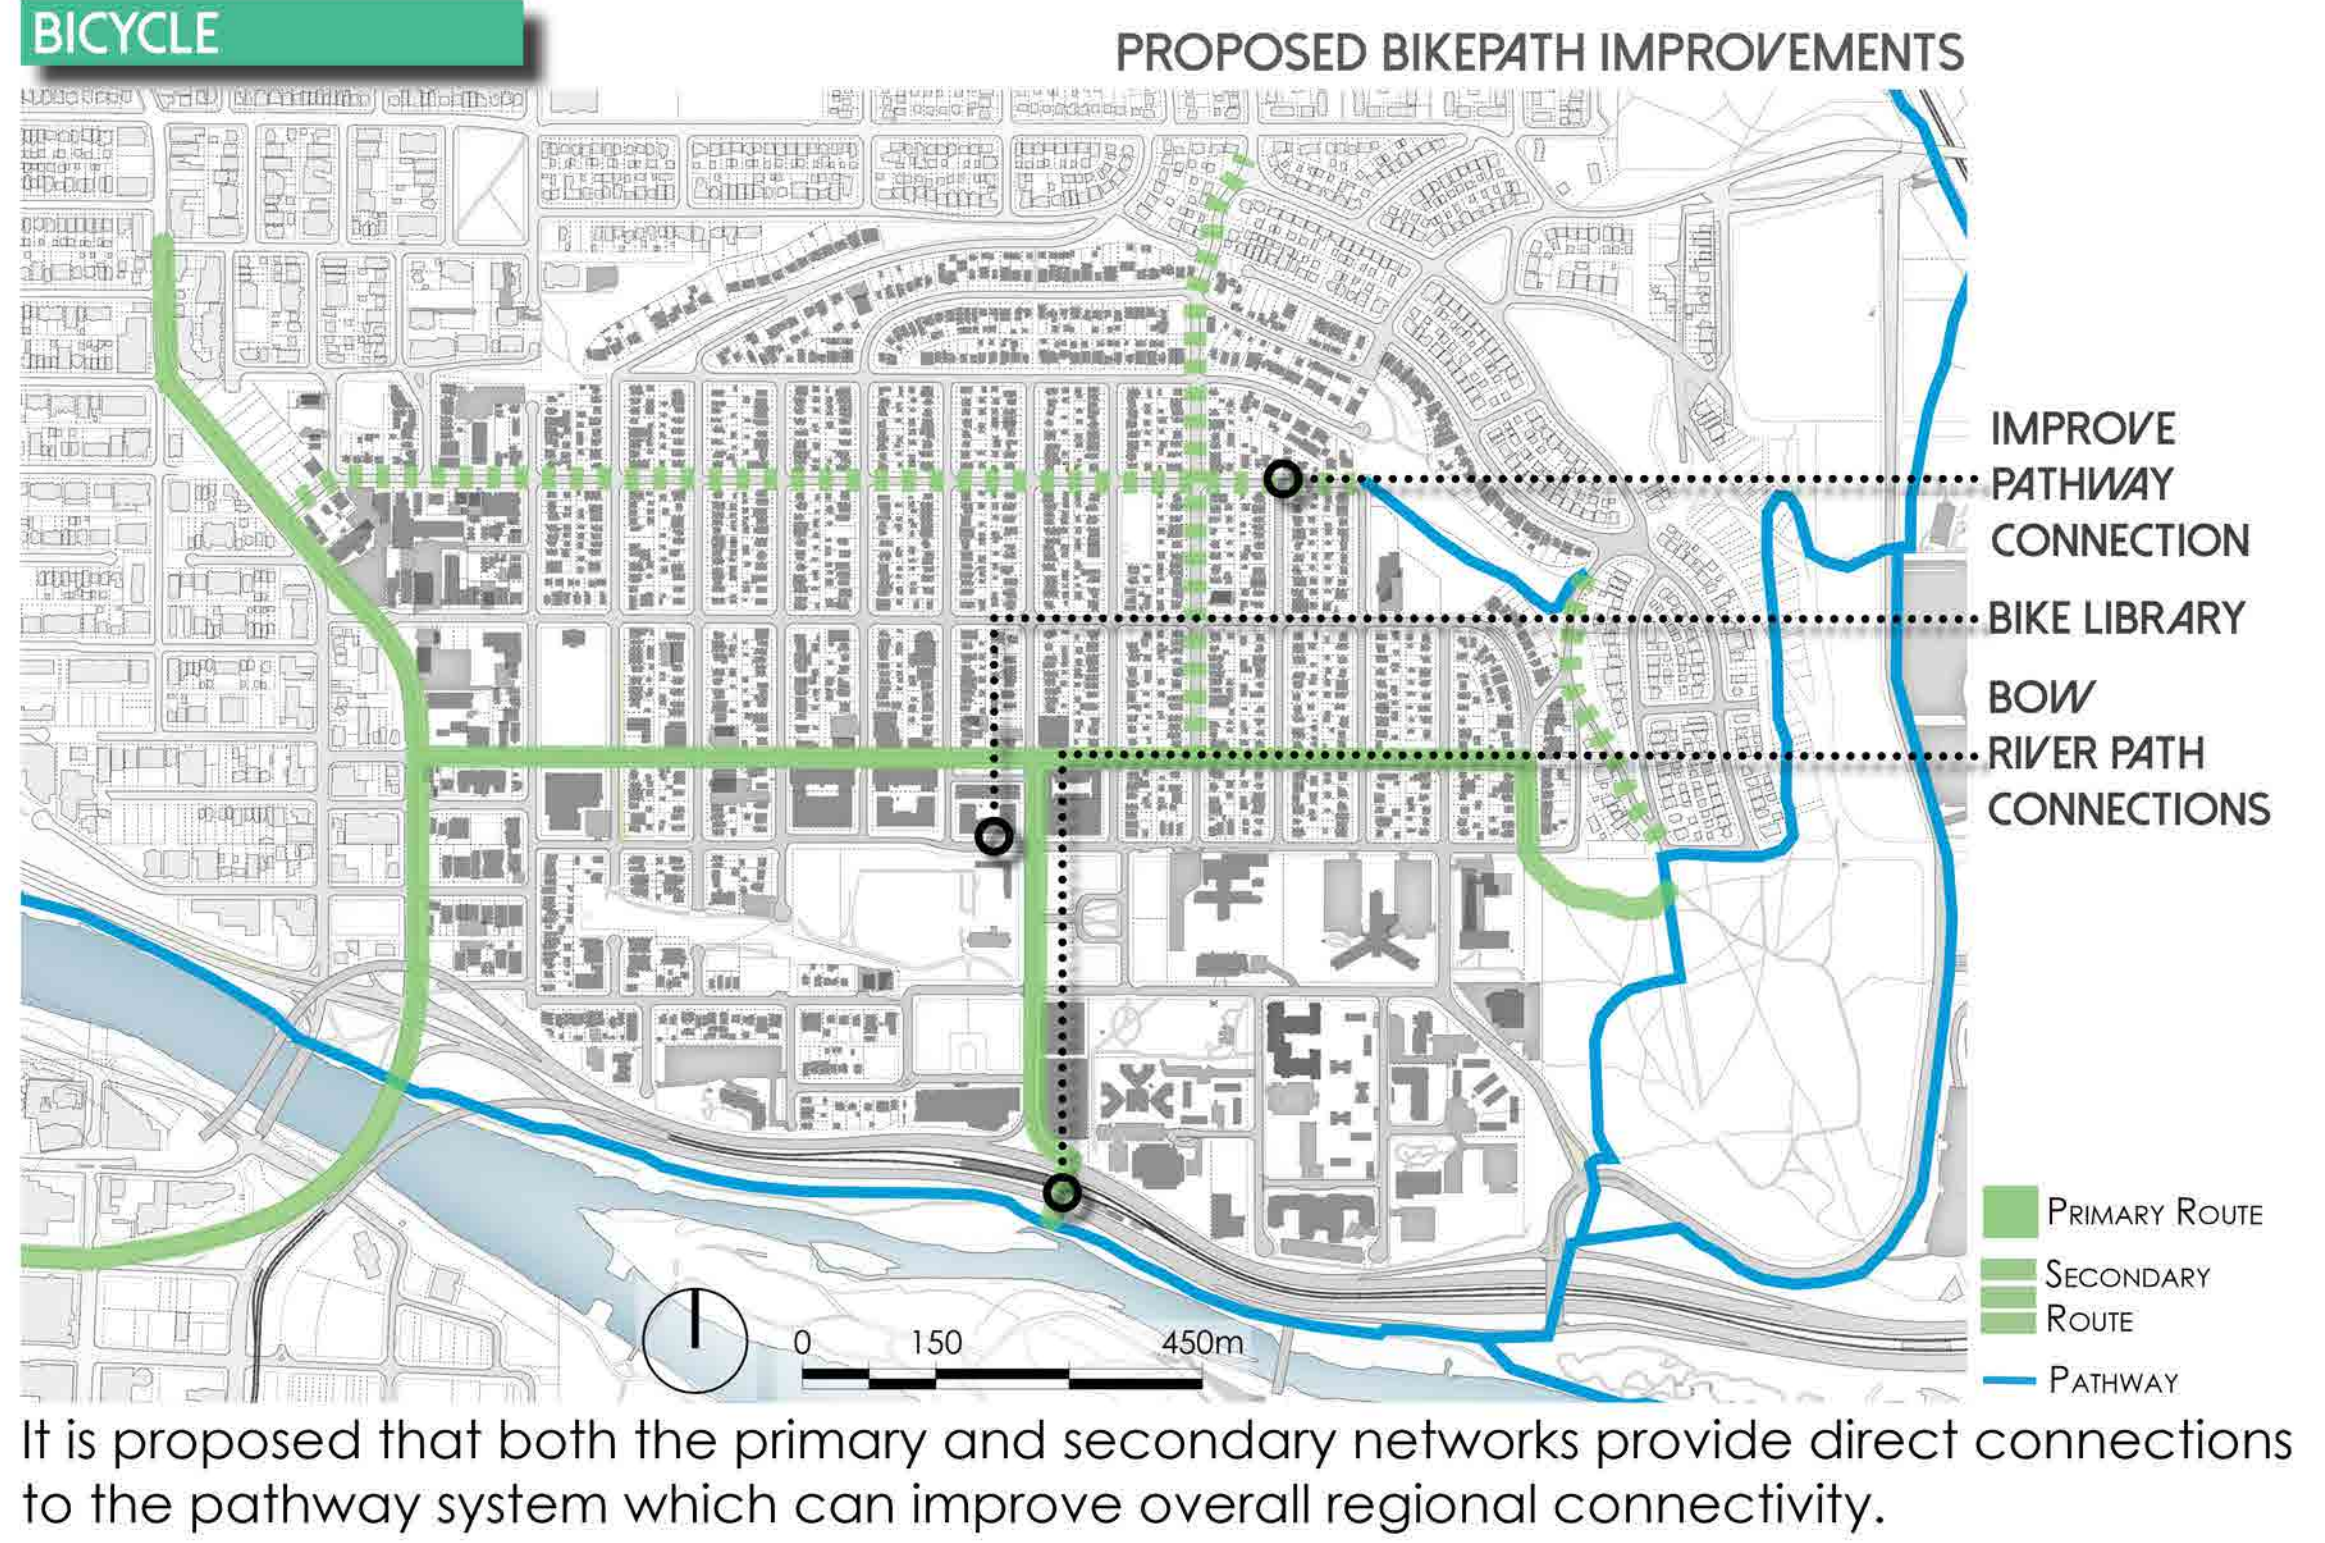 BICYCLE
PROPOSED BIKEPATH IMPROVEMENTS
IMPROVE
PATHWAY
CONNECTION
BIKE LIBRARY
BOW
RIVER PATH
CONNECTIONS
PRIMARY ROUTE
SECONDARY
ROUTE
PATHWAY
0 150 450m
It is proposed that both the primary and secondary networks provide direct connections
to the pathway system which can improve overall regional connectivity.